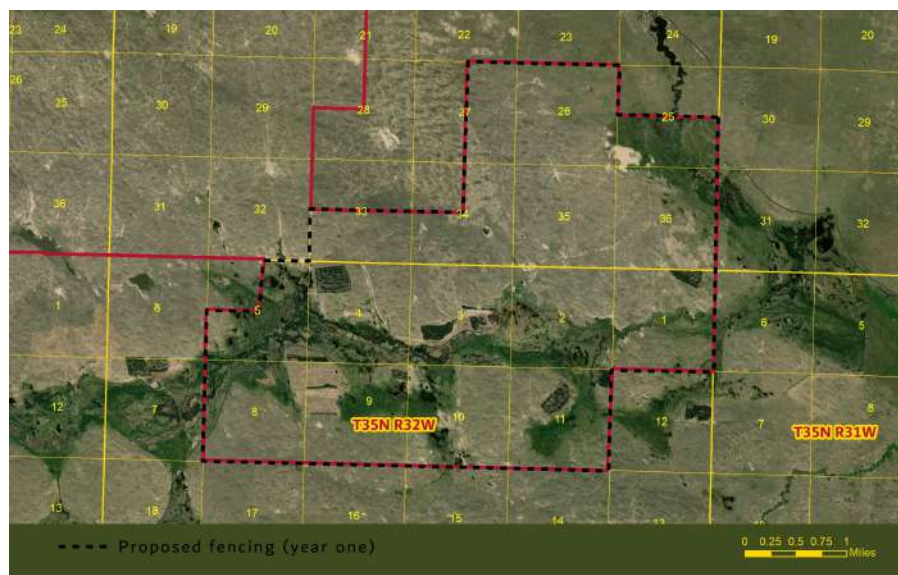 23 24 20 21 22 23 24 19 20
26 25 30 29 28 27 26 25 30 29
36 31 32 33 34 35 36 31 32
1 6 5 4 3 2 1 6 5
12 7 8 9 10 11 12 7 8
T35N R32W T35N R31W
13 18 17 16 15 14 13
Proposed fencing (year one)
0 0.25 0.5 0.75 1
Miles